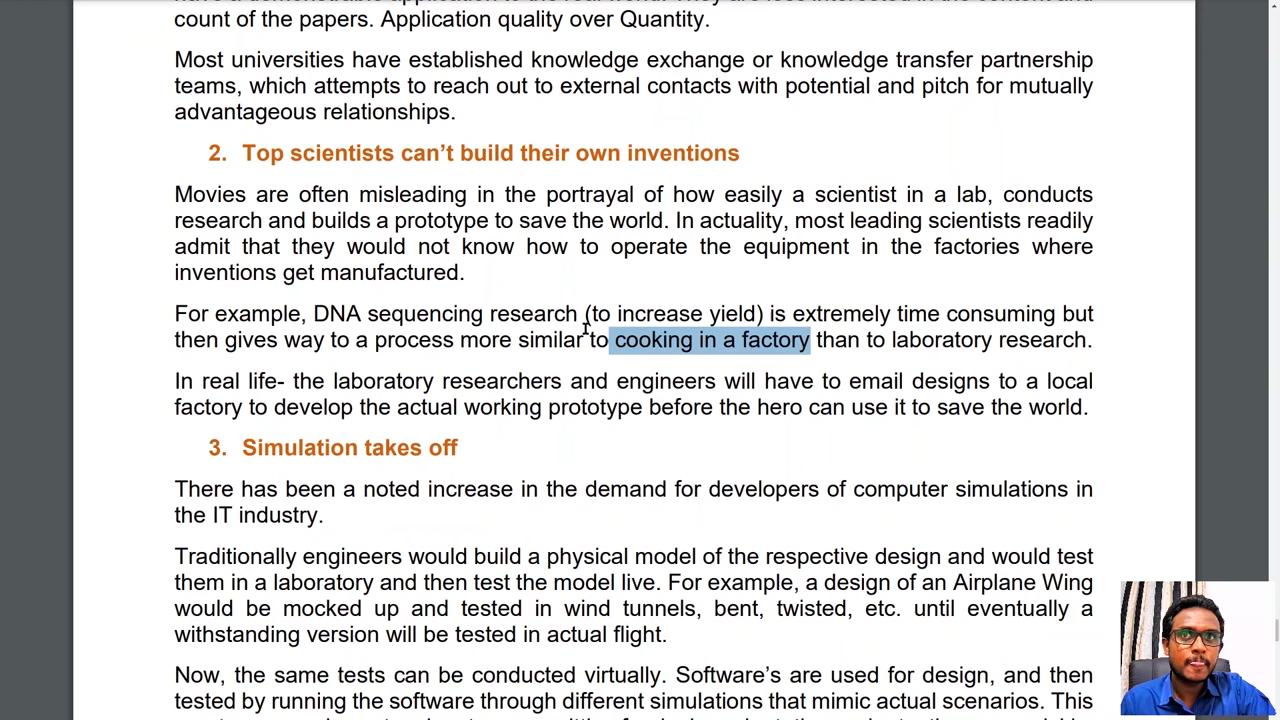 count of the papers. Application quality over Quantity.
Most universities have established knowledge exchange or knowledge transfer partnership
teams, which attempts to reach out to external contacts with potential and pitch for mutually
advantageous relationships.
2. Top scientists can’t build their own inventions
Movies are often misleading in the portrayal of how easily a scientist in a lab, conducts
research and builds a prototype to save the world. In actuality, most leading scientists readily
admit that they would not know how to operate the equipment in the factories where
inventions get manufactured.
For example, DNA sequencing research (to increase yield) is extremely time consuming but
then gives way to a process more similar to cooking in a factory than to laboratory research.
In real life- the laboratory researchers and engineers will have to email designs to a local
factory to develop the actual working prototype before the hero can use it to save the world.
3. Simulation takes off
There has been a noted increase in the demand for developers of computer simulations in
the IT industry.
Traditionally engineers would build a physical model of the respective design and would test
them in a laboratory and then test the model live. For example, a design of an Airplane Wing
would be mocked up and tested in wind tunnels, bent, twisted, etc. until eventually a
withstanding version will be tested in actual flight.
Now, the same tests can be conducted virtually. Software’s are used for design, and then
tested by running the software through different simulations that mimic actual scenarios. This